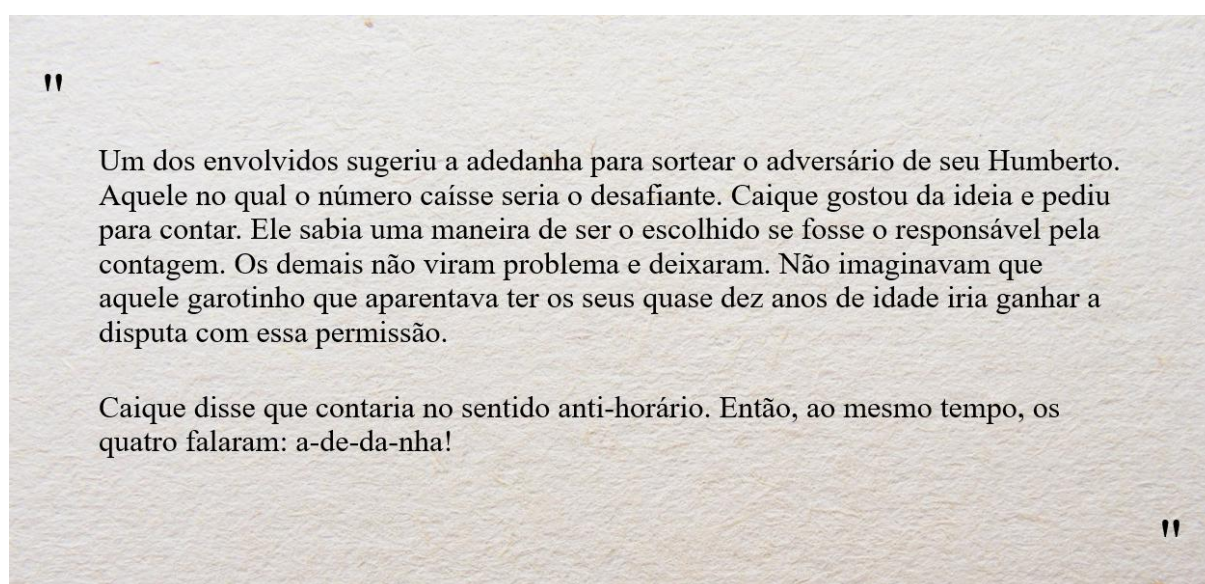 "
Um dos envolvidos sugeriu a adedanha para sortear o adversário de seu Humberto.
Aquele no qual o número caísse seria o desafiante. Caique gostou da ideia e pediu
para contar. Ele sabia uma maneira de ser o escolhido se fosse o responsável pela
contagem. Os demais não viram problema e deixaram. Não imaginavam que
aquele garotinho que aparentava ter os seus quase dez anos de idade iria ganhar a
disputa com essa permissão.
Caique disse que contaria no sentido anti-horário. Então, ao mesmo tempo, os
quatro falaram: a-de-da-nha!
"